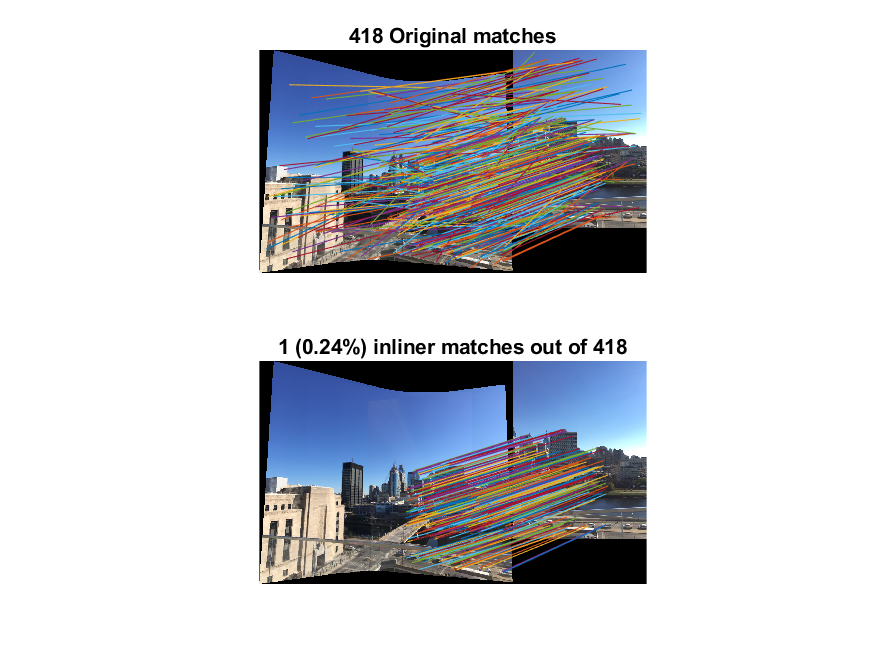 418 Original matches
1 (0.24%) inliner matches out of 418